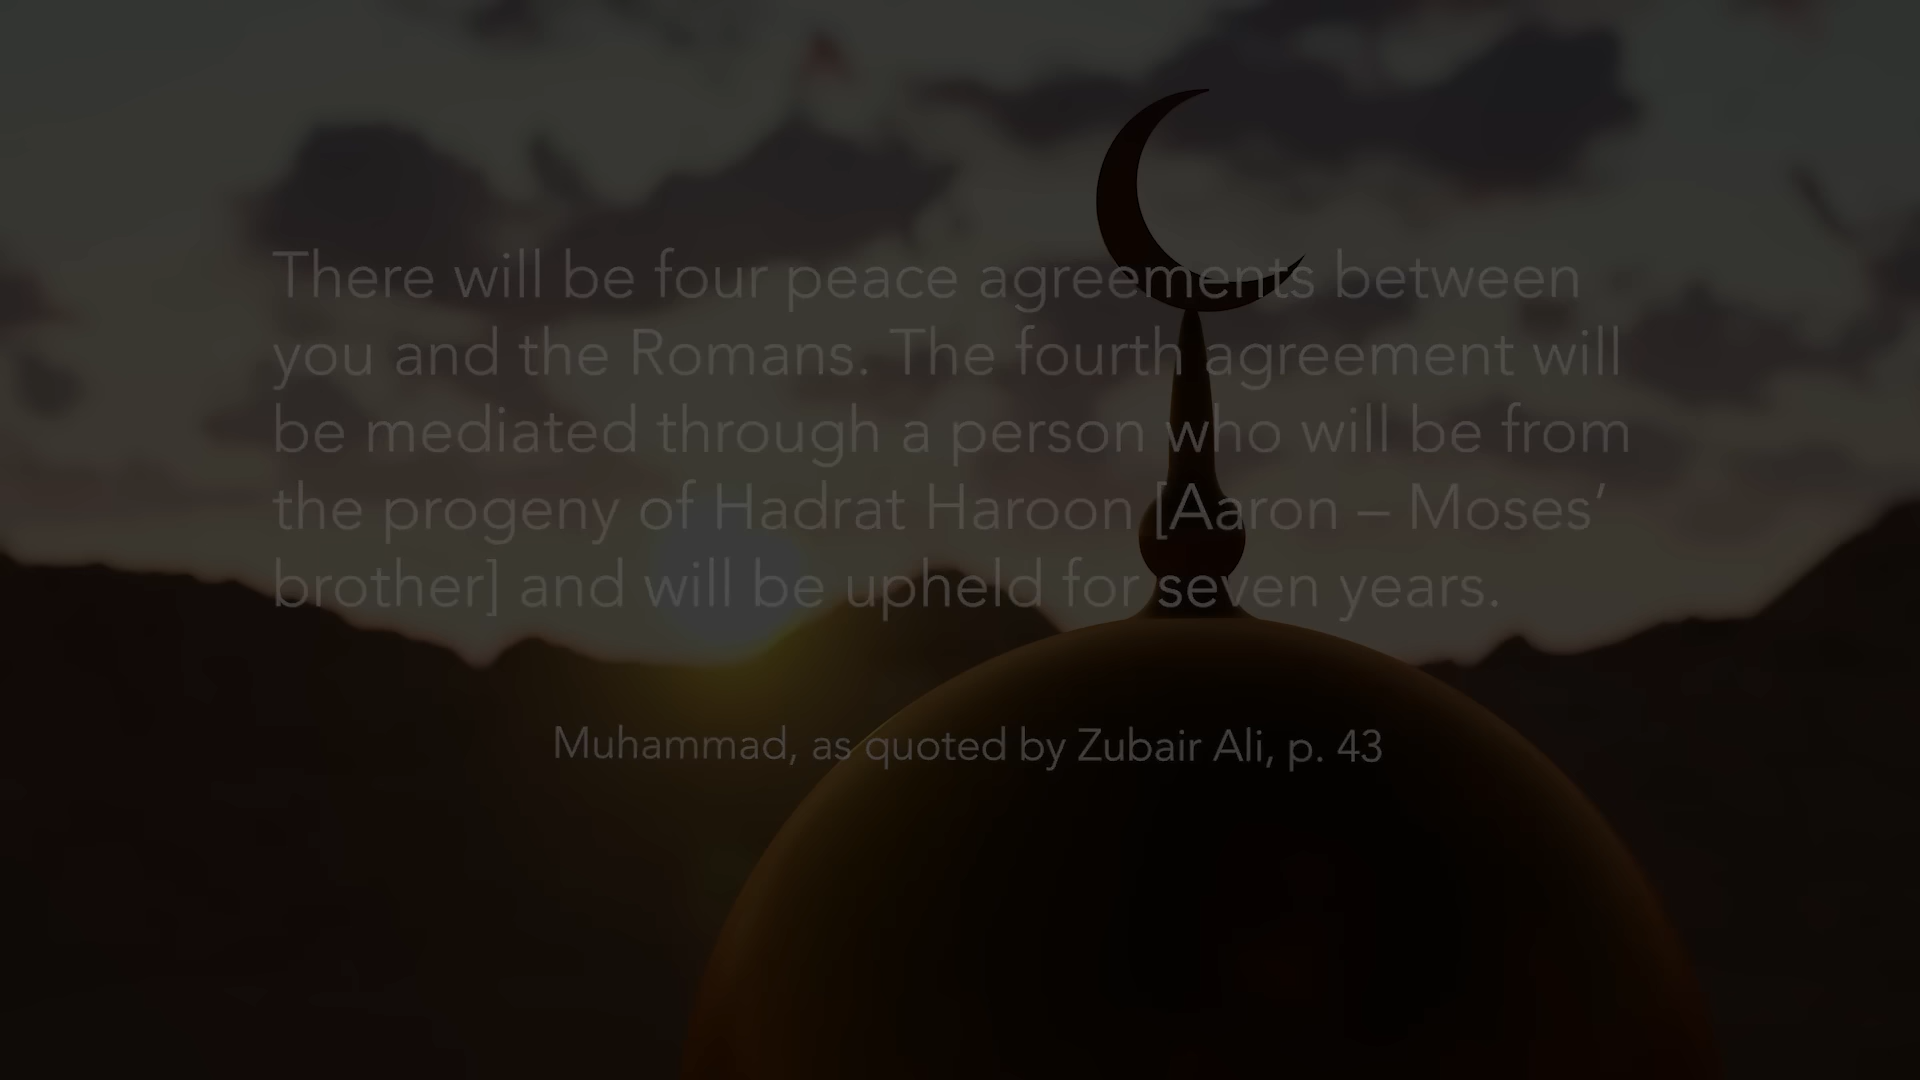 There will be four peace agreements between
you and the Romans. The fourth agreement will
be mediated through a person who will be from
the progeny of Hadrat Haroon [Aaron – Moses’
brother] and will be upheld for seven years.
Muhammad, as quoted by Zubair Ali, p. 43